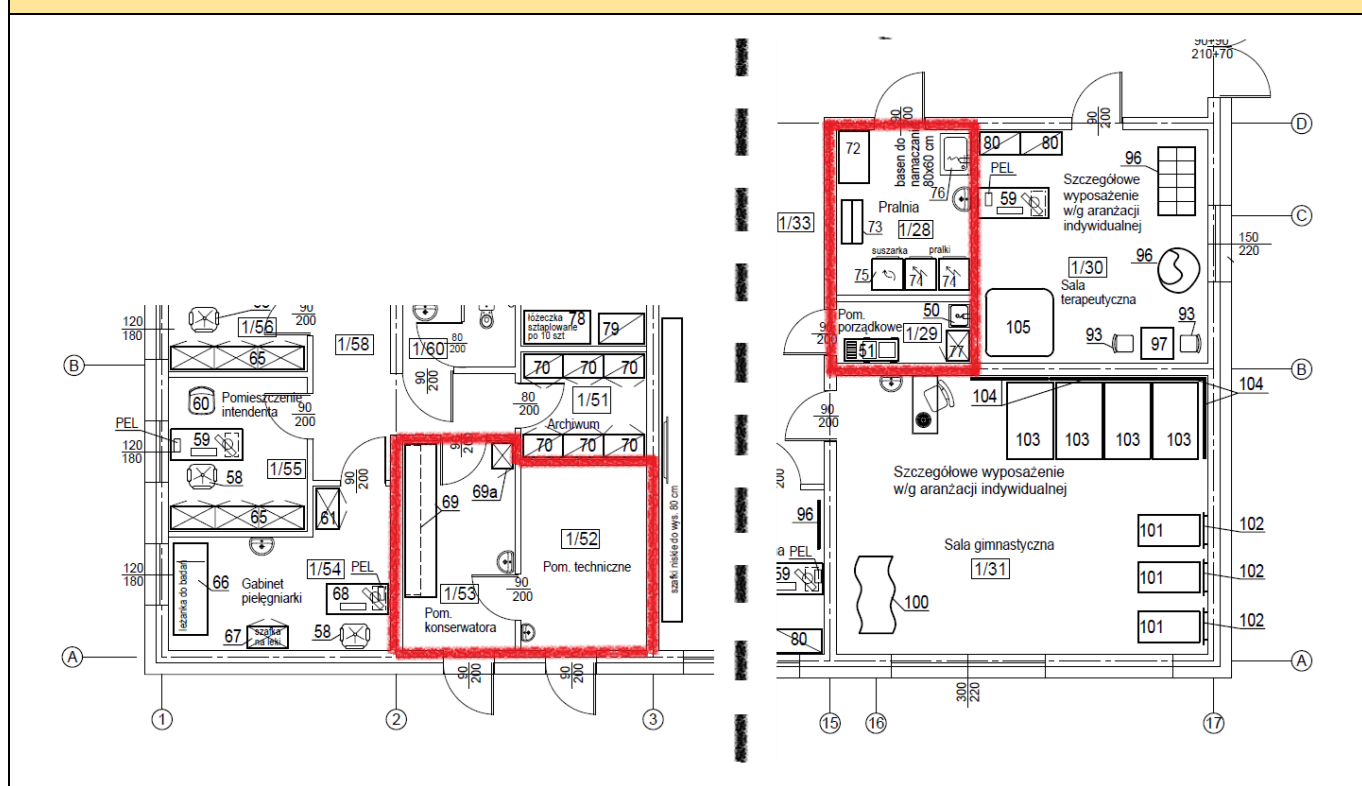 120
180
1/56
90
200
65
1/58
B
60
Pomieszczenie
intendenta
90
200
PEL
59
120
180
58
1/55
65
61
90
200
120
180
leżanka do badań
66
Gabinet
pielęgniarki
1/54
PEL
68
67
szafka
na leki
58
A
1
2
3
1/60
80
200
90
200
łóżeczka
sztaplowane
po 10 szt
78
79
70
70
70
80
200
1/51
Archiwum
70
70
70
69
69a
1/52
Pom. techniczne
90
200
1/53
Pom.
konserwatora
90
200
90
200
szafki niskie do wys. 80 cm
90+90
210+70
90
200
90
200
D
72
basen do
namaczania
80x60 cm
76
80
80
96
PEL
59
Szczegółowe
wyposażenie
w/g aranżacji
indywidualnej
C
1/33
Pralnia
73
1/28
150
220
suszarka
pralki
75
74
74
1/30
Sala
terapeutyczna
96
105
93
93
97
Pom.
porządkowe
50
1/29
51
77
90
200
B
104
104
90
200
103
103
103
103
Szczegółowe wyposażenie
w/g aranżacji indywidualnej
96
PEL
Sala gimnastyczna
1/31
101
102
101
102
101
102
100
80
A
300
220
15
16
17